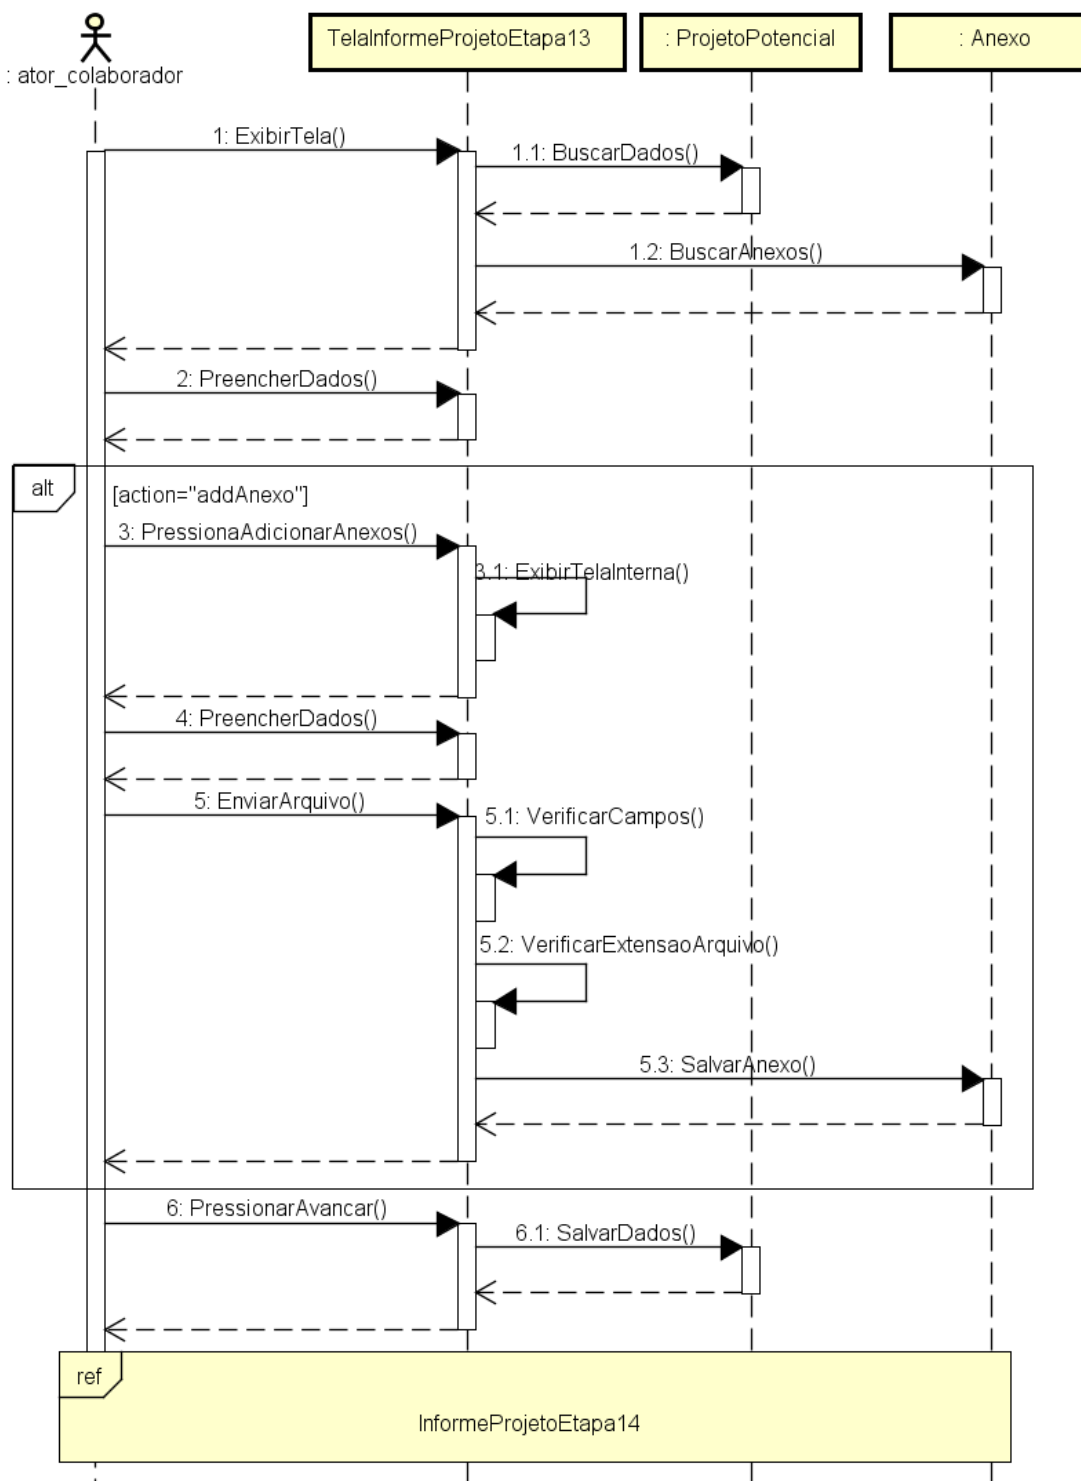 : ator_colaborador
TelaInformeProjetoEtapa13
: ProjetoPotencial
: Anexo
1: ExibirTela()
1.1: BuscarDados()
1.2: BuscarAnexos()
2: PreencherDados()
alt
[action="addAnexo"]
3: PressionaAdicionarAnexos()
3.1: ExibirTelaInterna()
4: PreencherDados()
5: EnviarArquivo()
5.1: VerificarCampos()
5.2: VerificarExtensaoArquivo()
5.3: SalvarAnexo()
6: PressionarAvancar()
6.1: SalvarDados()
ref
InformeProjetoEtapa14